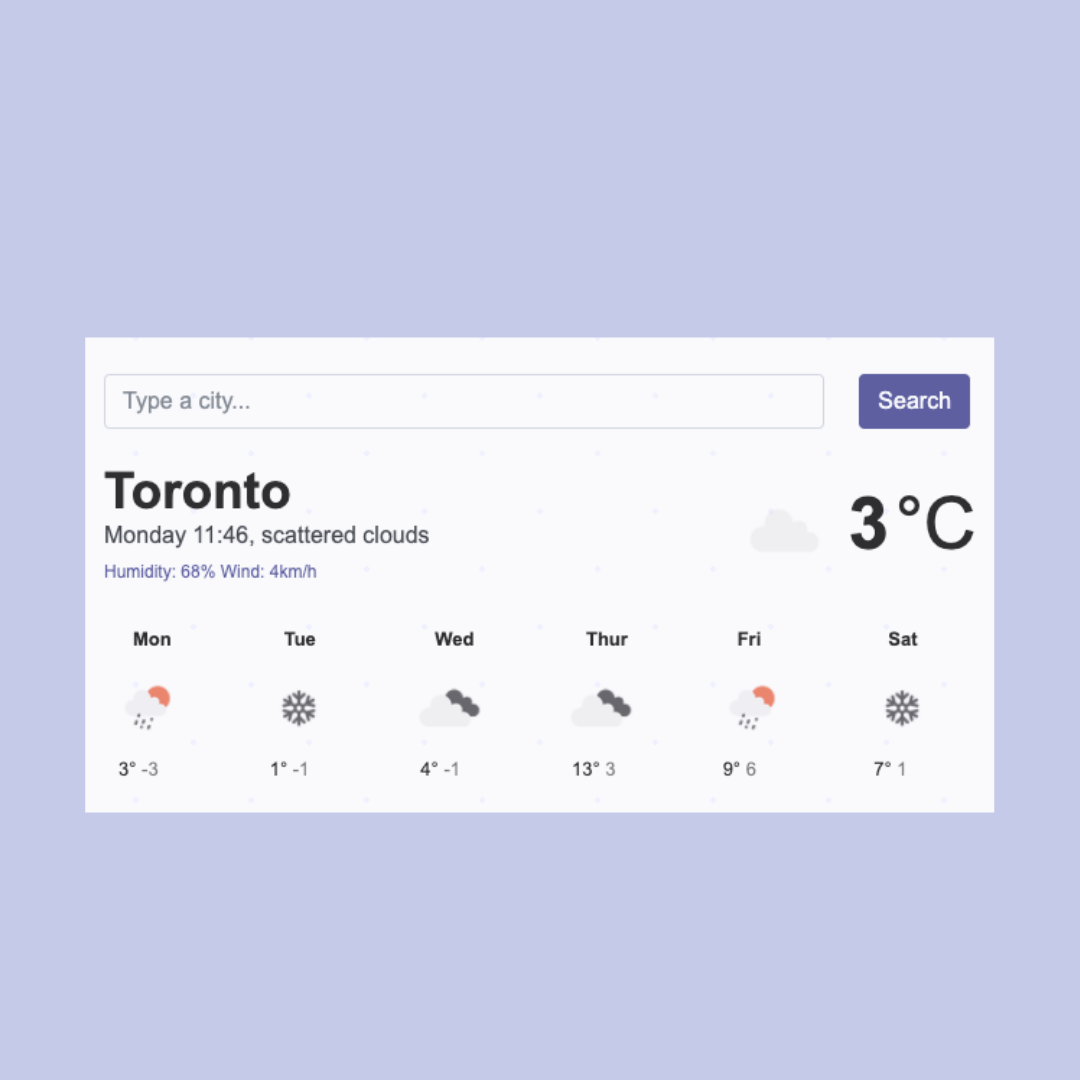 Type a city...
Search
Toronto
Monday 11:46, scattered clouds
3°C
Humidity: 68% Wind: 4km/h
Mon Tue Wed Thur Fri Sat
3° -3 1° -1 4° -1 13° 3 9° 6 7° 1